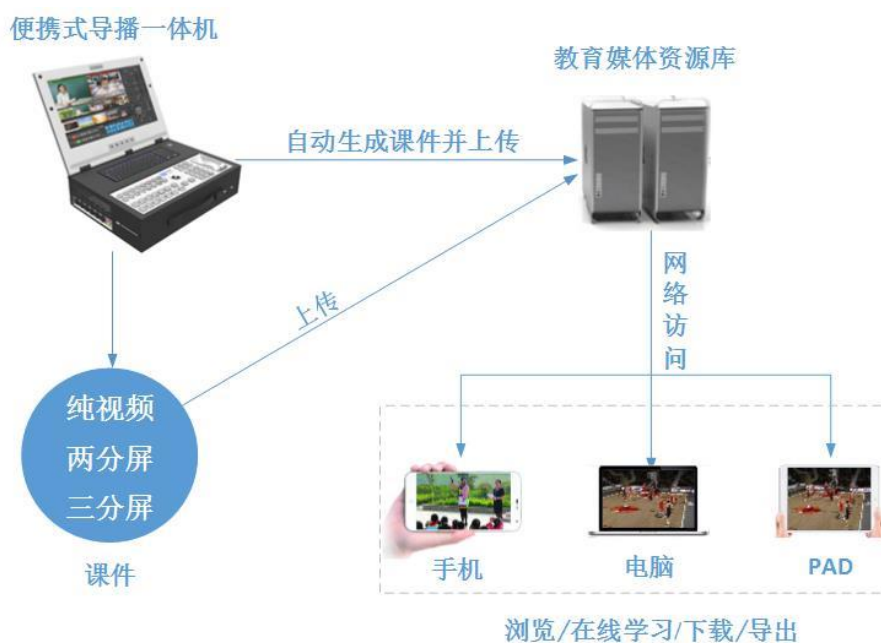 便携式导播一体机
教育媒体资源库
自动生成课件并上传
上传
网络访问
纯视频
两分屏
三分屏
课件
手机
电脑
PAD
浏览/在线学习/下载/导出